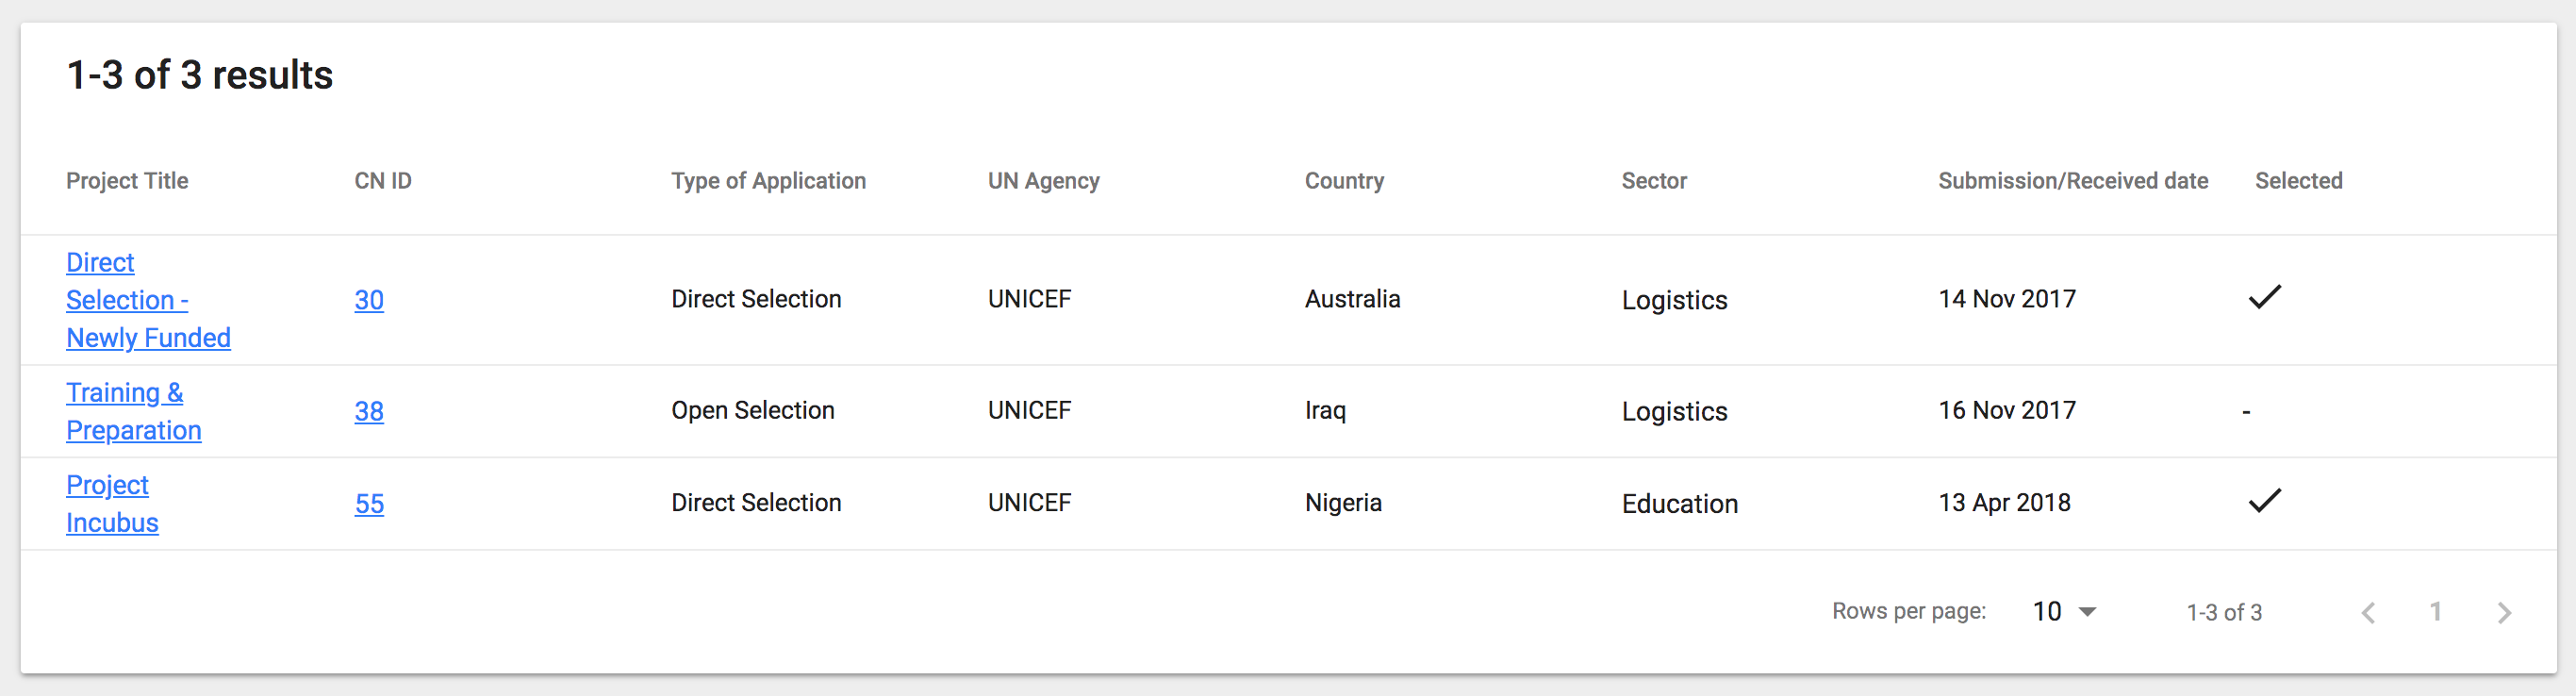 1-3 of 3 results
Project Title CN ID Type of Application UN Agency Country Sector Submission/Received date Selected
Direct
Selection - 30 Direct Selection UNICEF Australia Logistics 14 Nov 2017
Newly Funded
Training &
38 Open Selection UNICEF Iraq Logistics 16 Nov 2017 -
Preparation
Project
55 Direct Selection UNICEF Nigeria Education 13 Apr 2018
Incubus
Rows per page: 10 1-3 of 3 1